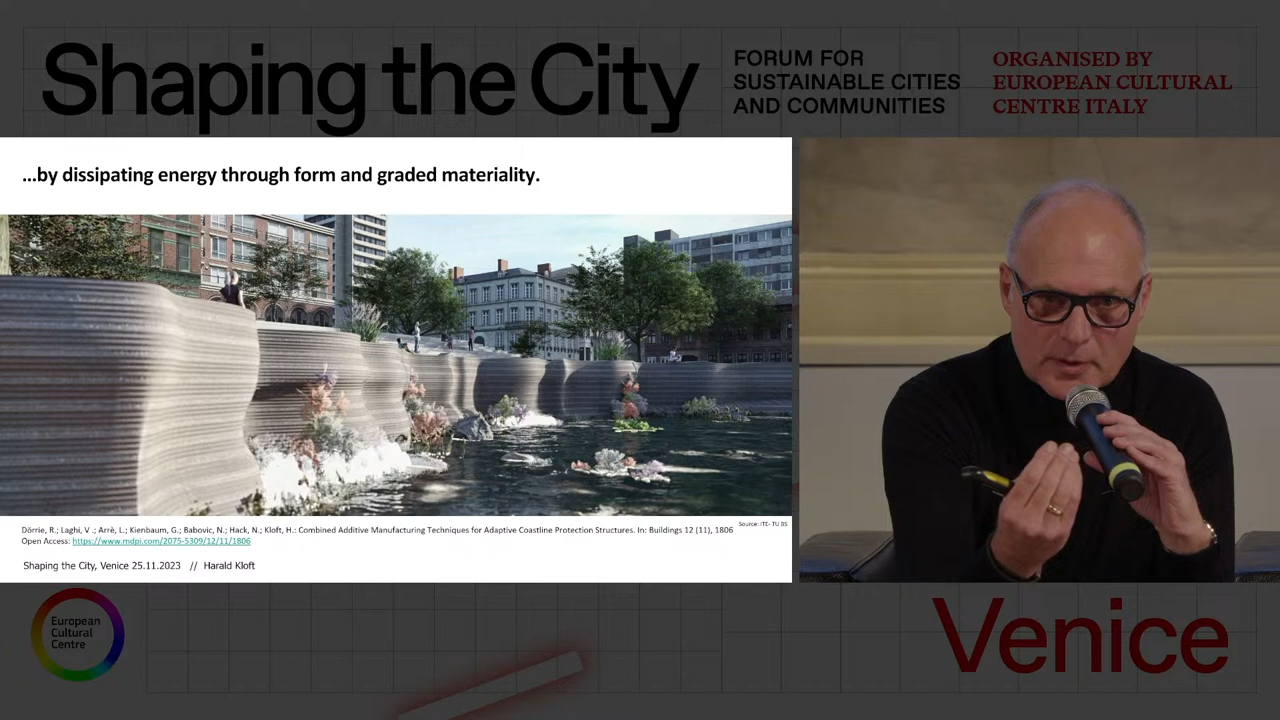 Shaping the City
FORUM FOR
SUSTAINABLE CITIES
AND COMMUNITIES
ORGANISED BY
EUROPEAN CULTURAL
CENTRE ITALY
...by dissipating energy through form and graded materiality.
Source: ITE- TU BS
Dörrie, R.; Laghi, V .; Arrè, L.; Kienbaum, G.; Babovic, N.; Hack, N.; Kloft, H.: Combined Additive Manufacturing Techniques for Adaptive Coastline Protection Structures. In: Buildings 12 (11), 1806
Open Access: https://www.mdpi.com/2075-5309/12/11/1806
Shaping the City, Venice 25.11.2023 // Harald Kloft
European
Cultural
Centre
Venice